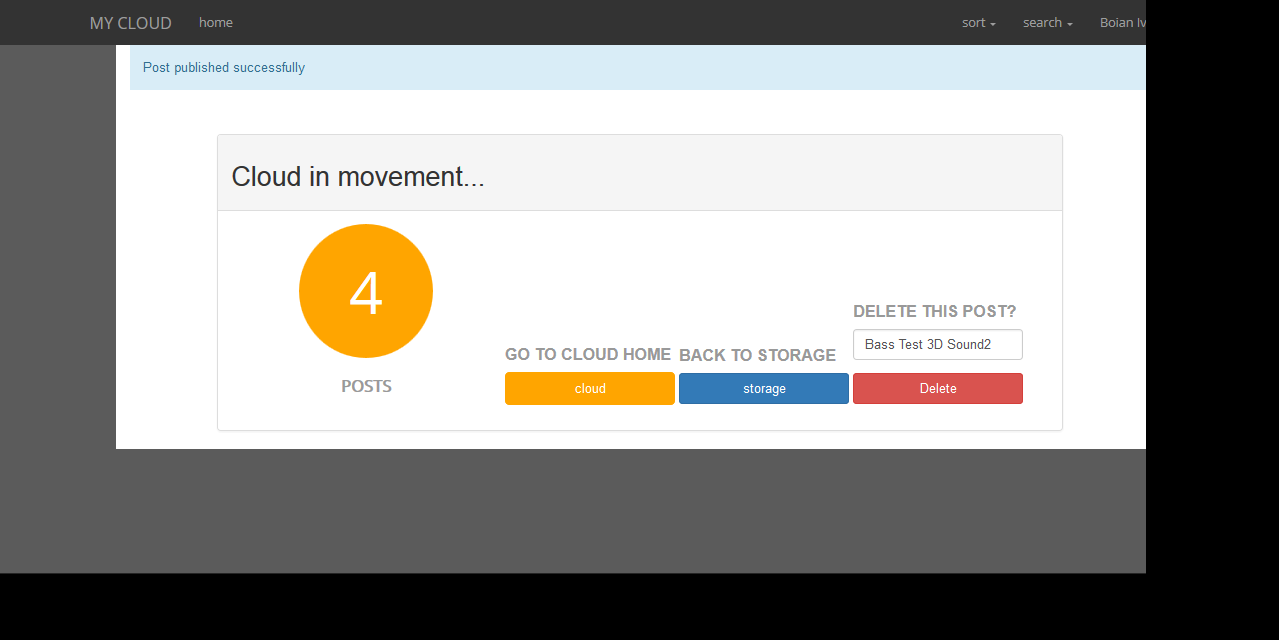 MY CLOUD home sort search Boian Iv
Post published successfully
Cloud in movement...
4
POSTS
GO TO CLOUD HOME
cloud
BACK TO STORAGE
storage
DELETE THIS POST?
Bass Test 3D Sound2
Delete